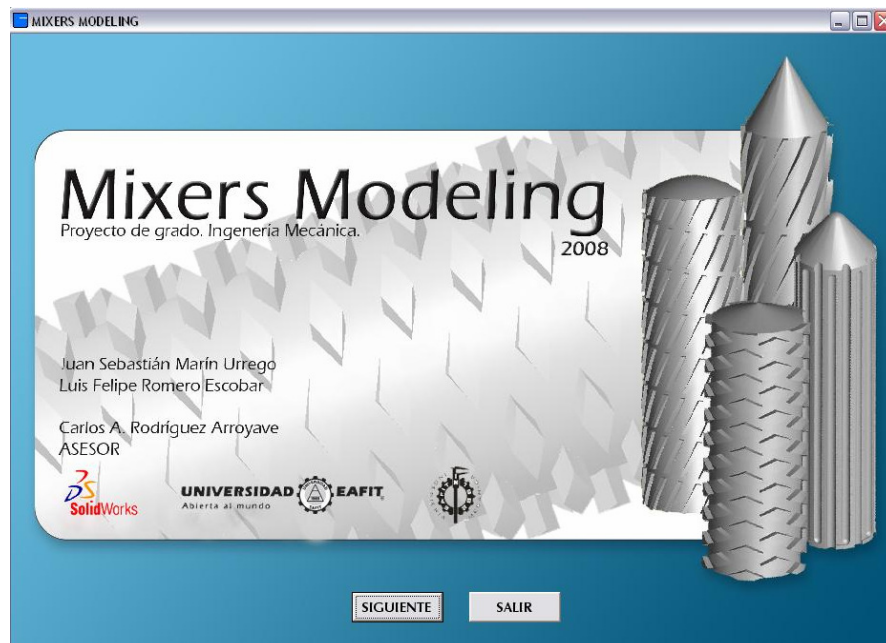 MIXERS MODELING
Mixers Modeling
Proyecto de grado. Ingenería Mecánica.
2008
Juan Sebastián Marín Urrego
Luis Felipe Romero Escobar
Carlos A. Rodríguez Arroyave
ASESOR
SolidWorks
UNIVERSIDAD EAFIT
Abierta al mundo
SIGUIENTE
SALIR